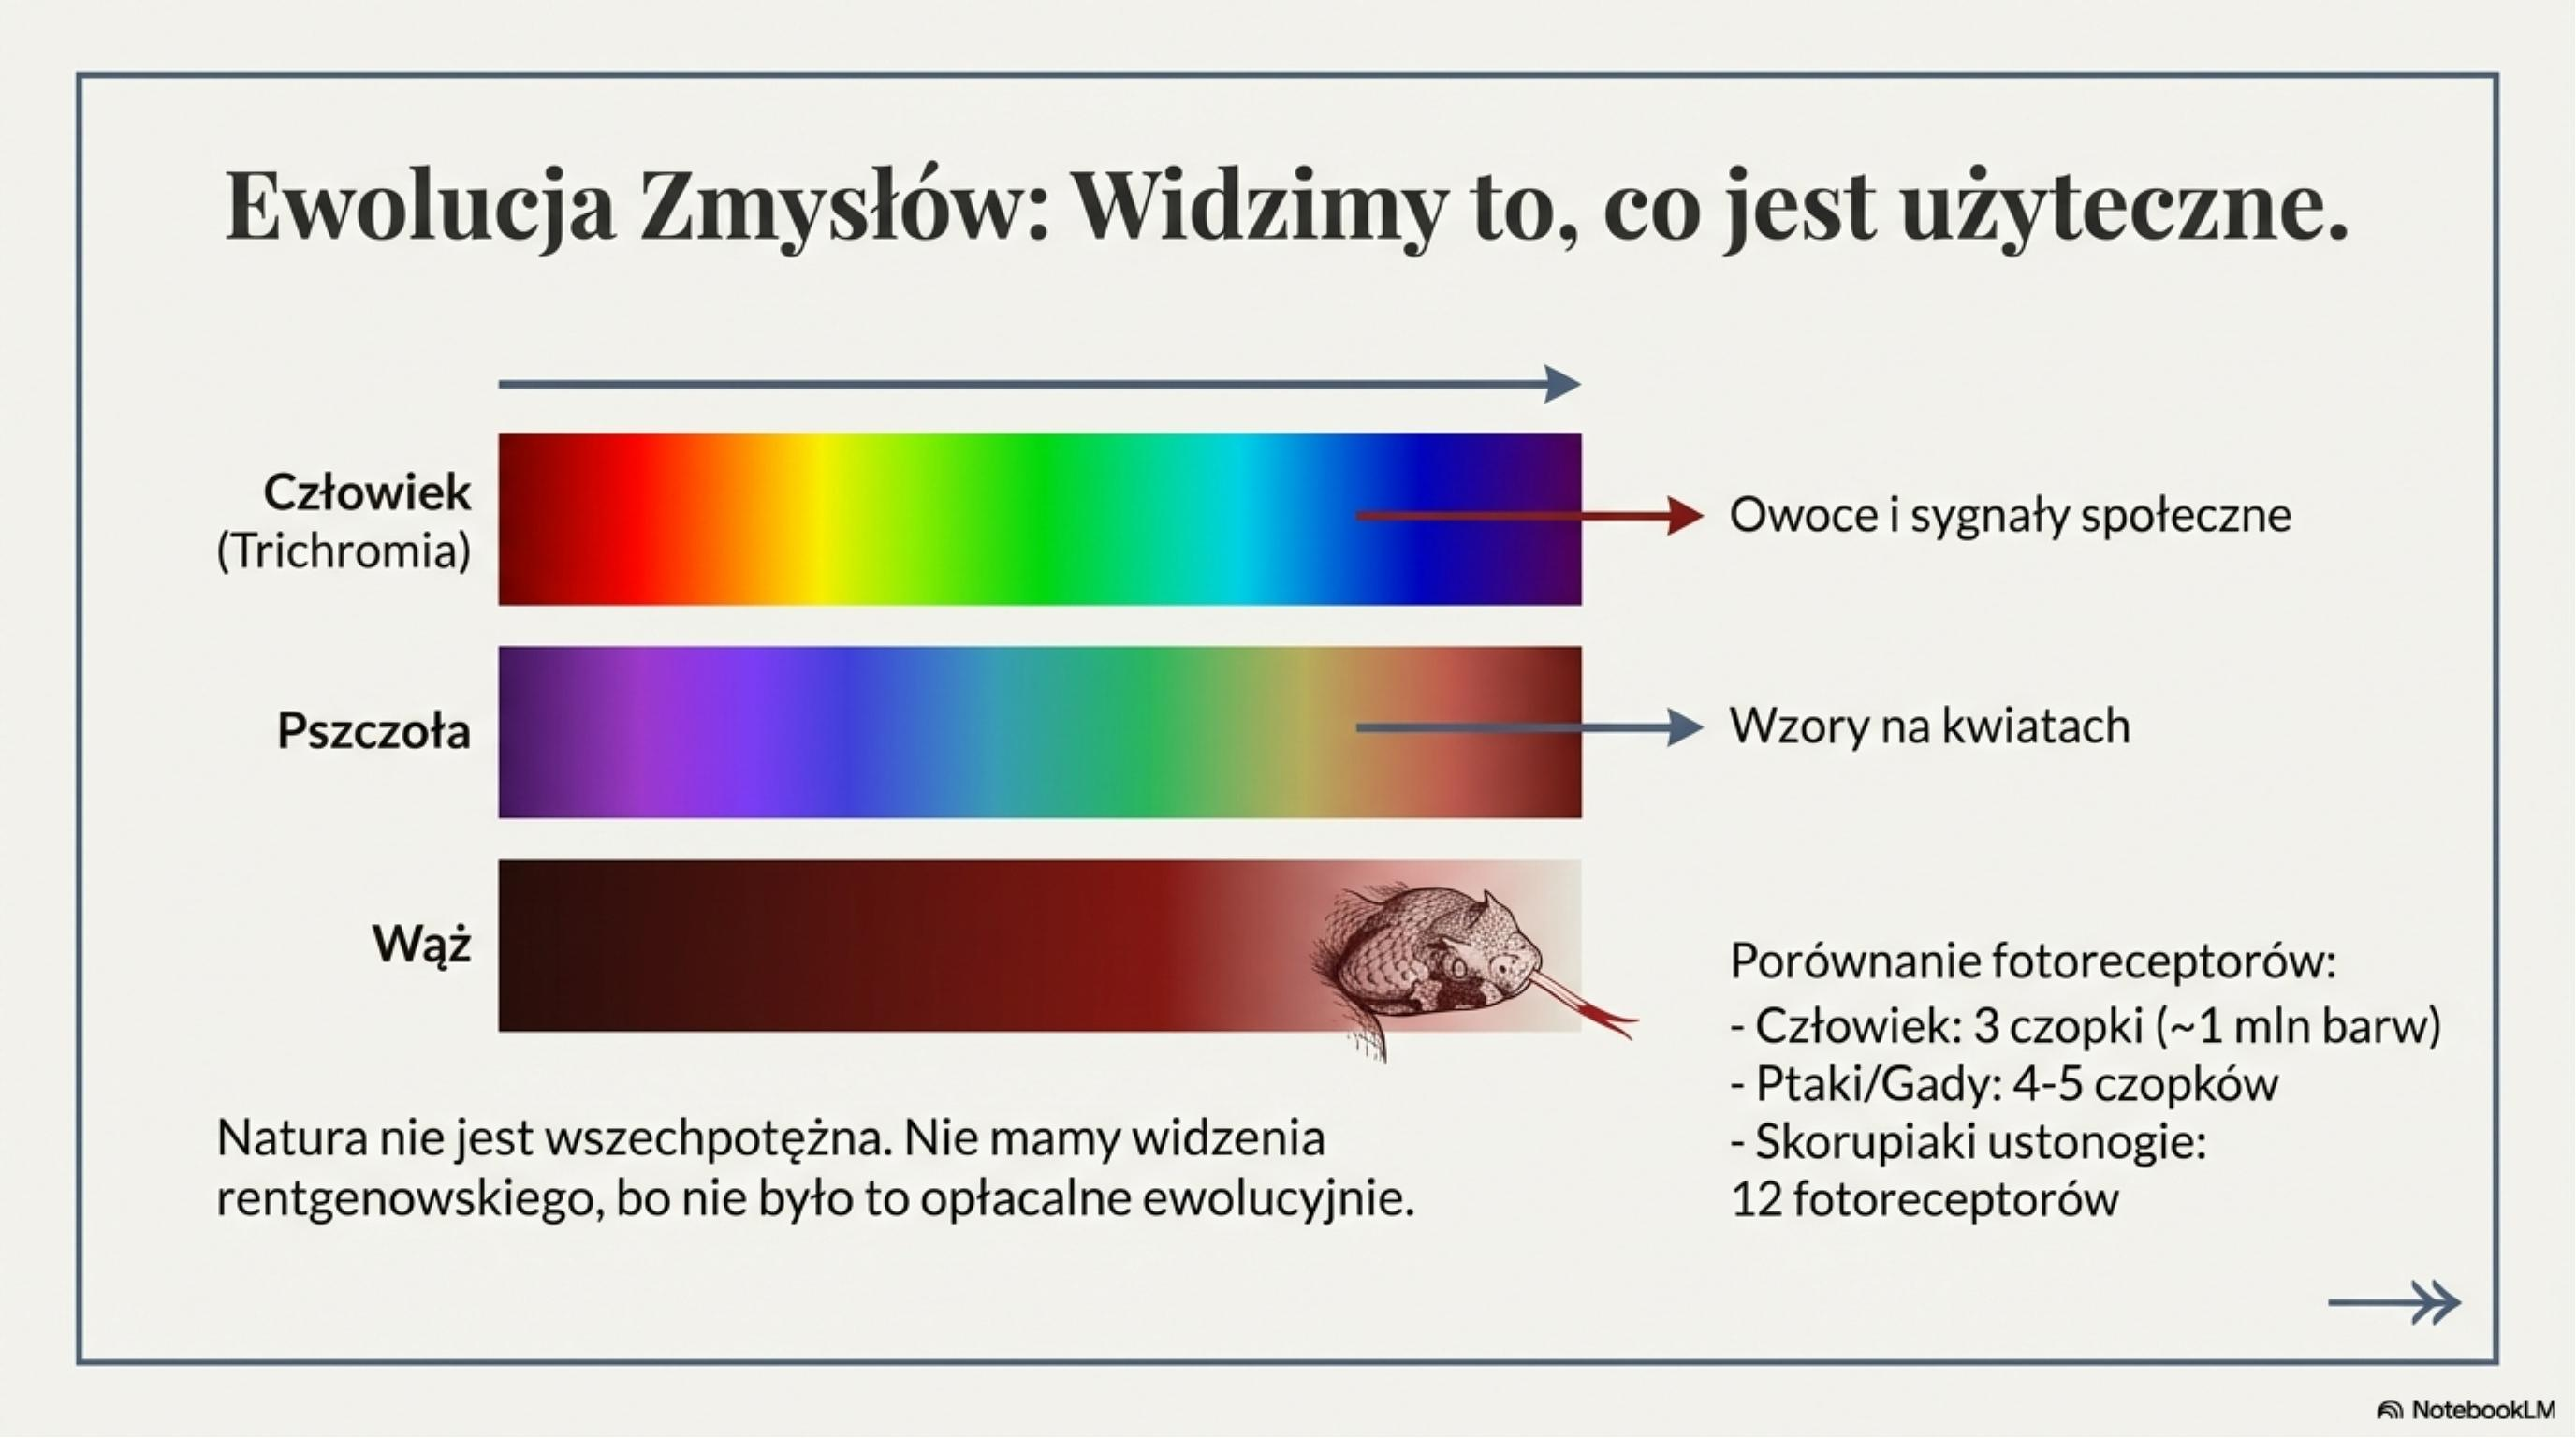 Ewolucja Zmysłów: Widzimy to, co jest użyteczne.
Człowiek
(Trichromia)
Owoce i sygnały społeczne
Pszczoła
Wzory na kwiatach
Wąż
Natura nie jest wszechpotężna. Nie mamy widzenia
rentgenowskiego, bo nie było to opłacalne ewolucyjnie.
Porównanie fotoreceptorów:
- Człowiek: 3 czopki (~1 mln barw)
- Ptaki/Gady: 4-5 czopków
- Skorupiaki ustonogie:
12 fotoreceptorów
NotebookLM